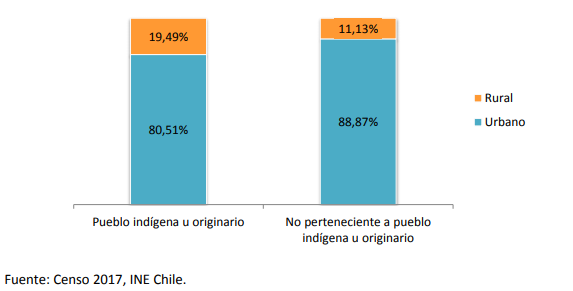 19,49%
11,13%
80,51%
88,87%
Rural
Urbano
Pueblo indígena u originario
No perteneciente a pueblo
indígena u originario
Fuente: Censo 2017, INE Chile.